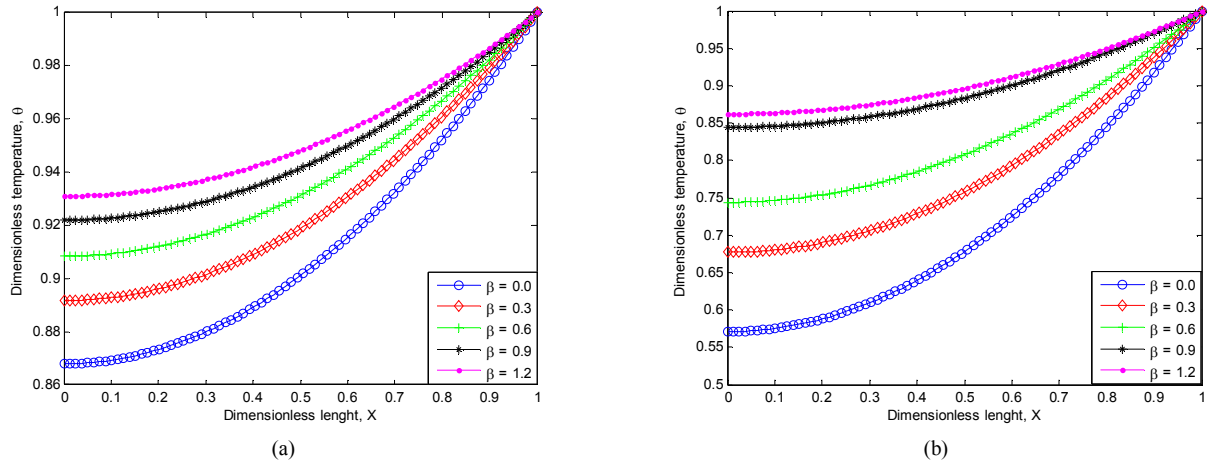 1
0.98
0.96
0.94
0.92
0.9
0.88
0.86
Dimensionless temperature, θ
0 0.1 0.2 0.3 0.4 0.5 0.6 0.7 0.8 0.9 1
Dimensionless lenght, X
β = 0.0
β = 0.3
β = 0.6
β = 0.9
β = 1.2
(a)
1
0.95
0.9
0.85
0.8
0.75
0.7
0.65
0.6
0.55
0.5
Dimensionless temperature, θ
0 0.1 0.2 0.3 0.4 0.5 0.6 0.7 0.8 0.9 1
Dimensionless lenght, X
β = 0.0
β = 0.3
β = 0.6
β = 0.9
β = 1.2
(b)